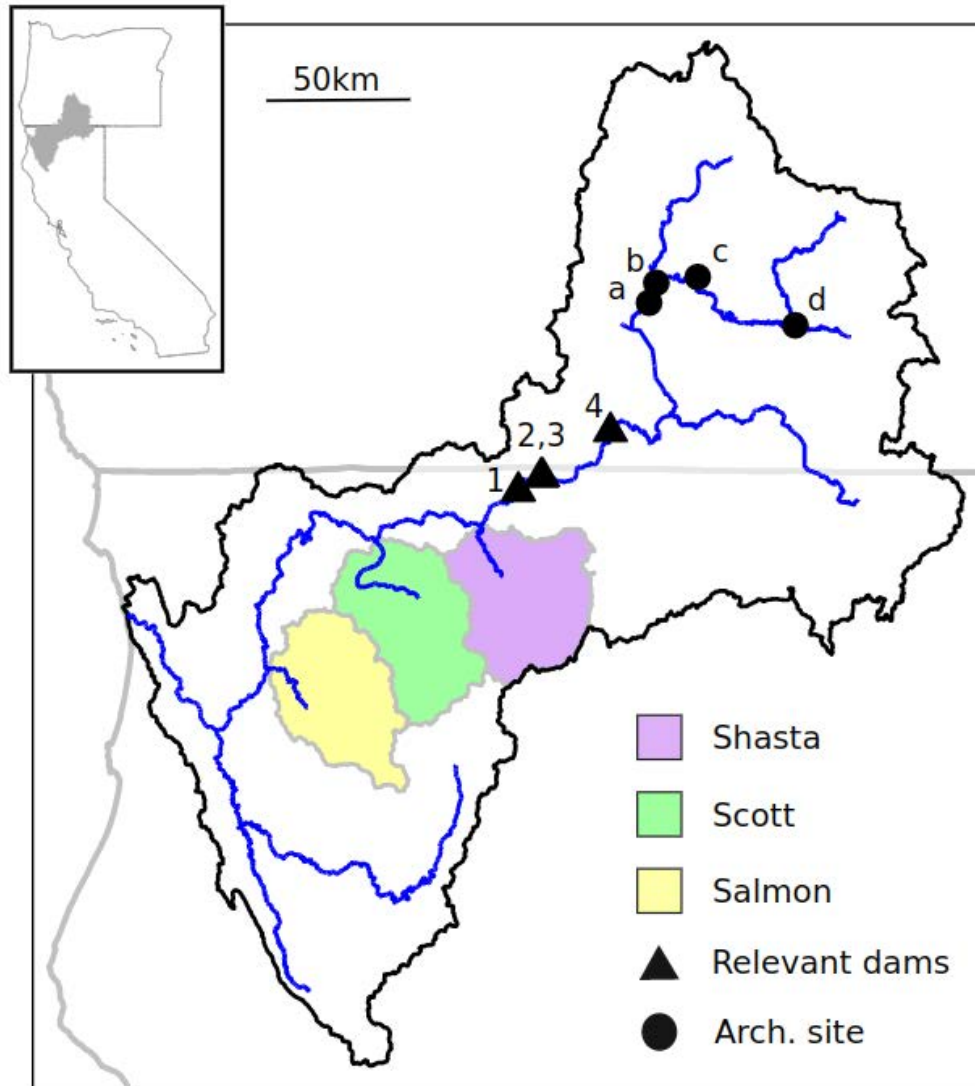 50km
b
c
a
d
4
2,3
1
Shasta
Scott
Salmon
Relevant dams
Arch. site